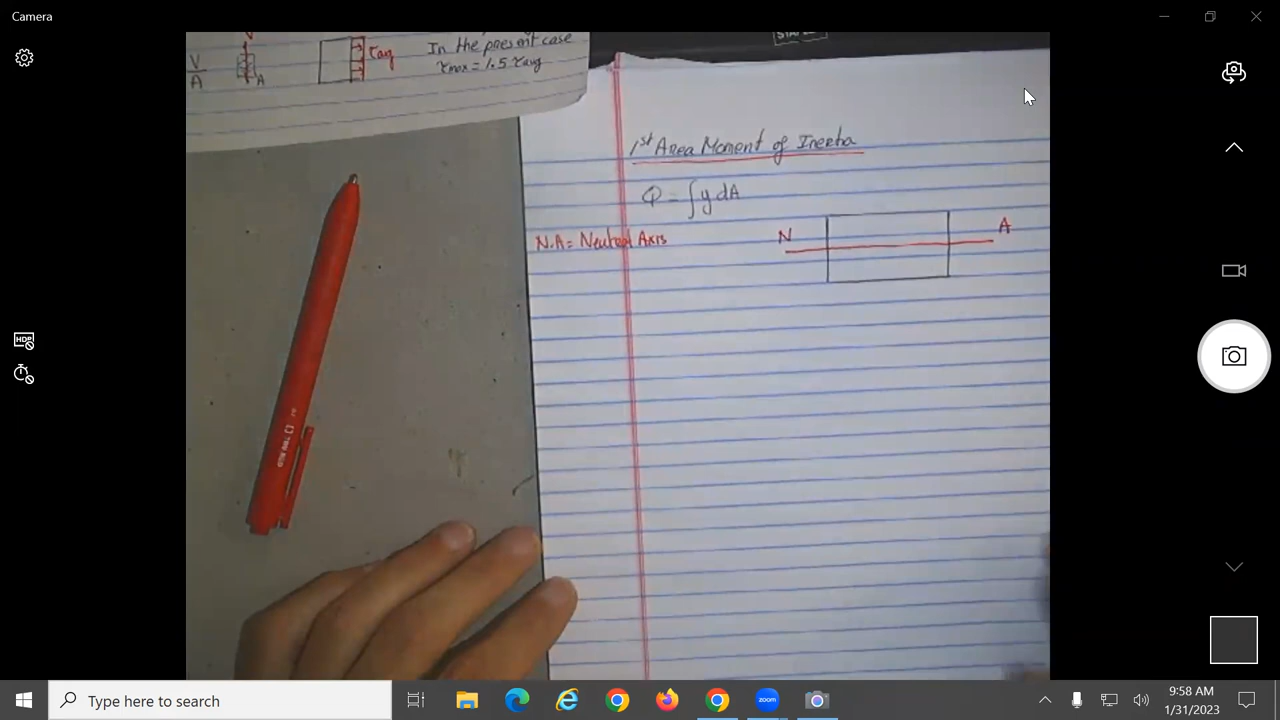 Camera
V
A
A
τavg
In the present case
τmax = 1.5 τavg
1st Area Moment of Inertia
Q = ∫y dA
N.A = Neutral Axis
N
A
Type here to search
zoom
9:58 AM
1/31/2023